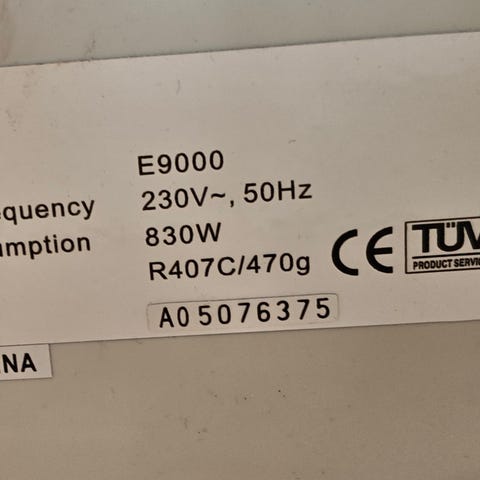 E9000
equency 230V~, 50Hz
umption 830W
R407C/470g
CE TÜV
PRODUCT SERVIC
A05076375
NA